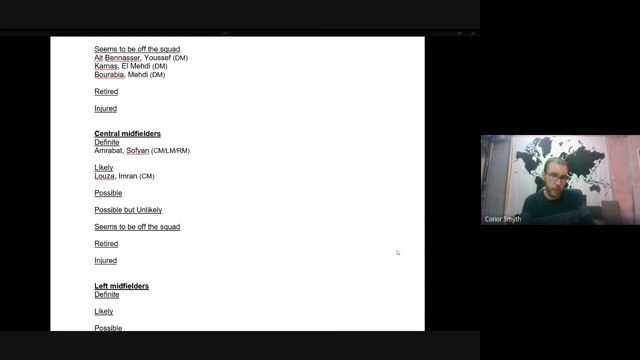 Seems to be off the squad
Ait Bennasser, Youssef (DM)
Karnas, El Mehdi (DM)
Bourabia, Mehdi (DM)
Retired
Injured
Central midfielders
Definite
Amrabat, Sofyan (CM/LM/RM)
Likely
Louza, Imran (CM)
Possible
Possible but Unlikely
Seems to be off the squad
Retired
Injured
Left midfielders
Definite
Likely
Possible
Conor Smyth